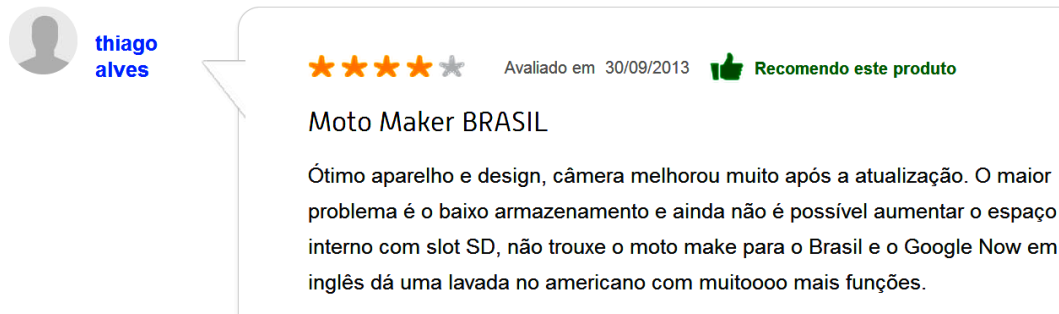 thiago
alves
Avaliado em 30/09/2013 Recomendo este produto
Moto Maker BRASIL
Ótimo aparelho e design, câmera melhorou muito após a atualização. O maior
problema é o baixo armazenamento e ainda não é possível aumentar o espaço
interno com slot SD, não trouxe o moto make para o Brasil e o Google Now em
inglês dá uma lavada no americano com muitoooo mais funções.